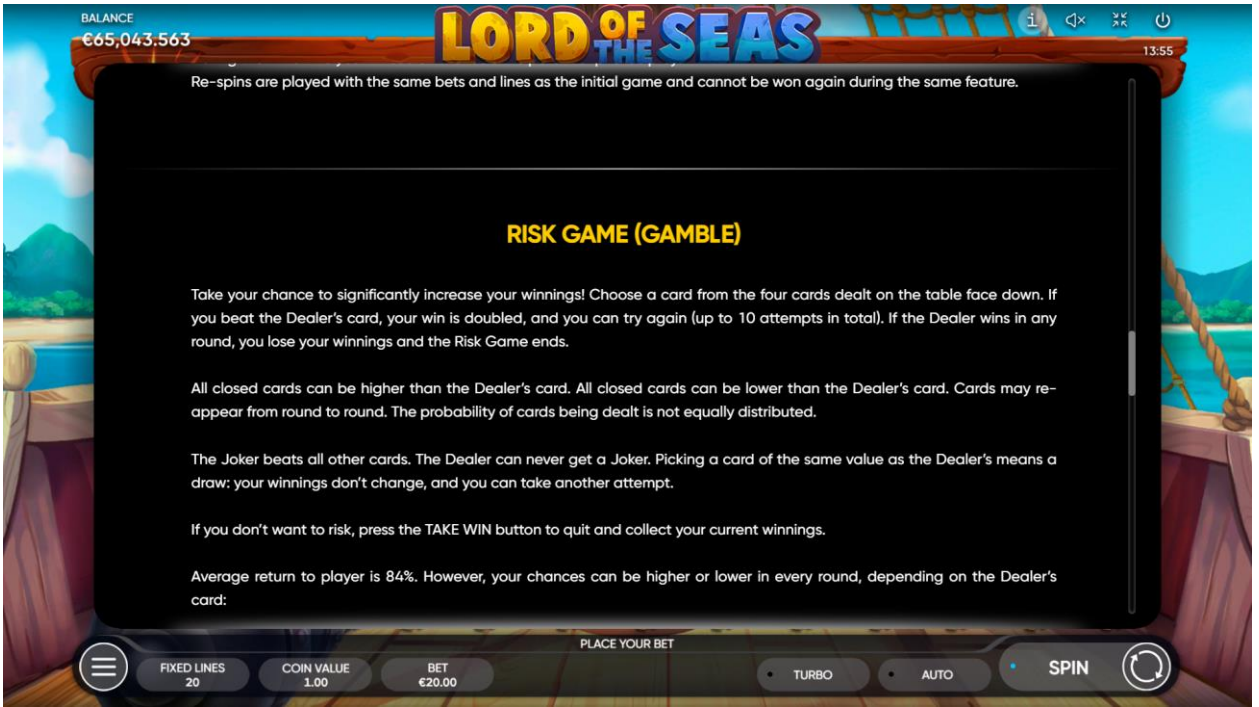 BALANCE
€65,043.563
LORD OF THE SEAS
13:55
Re-spins are played with the same bets and lines as the initial game and cannot be won again during the same feature.
RISK GAME (GAMBLE)
Take your chance to significantly increase your winnings! Choose a card from the four cards dealt on the table face down. If
you beat the Dealer's card, your win is doubled, and you can try again (up to 10 attempts in total). If the Dealer wins in any
round, you lose your winnings and the Risk Game ends.
All closed cards can be higher than the Dealer's card. All closed cards can be lower than the Dealer's card. Cards may re-
appear from round to round. The probability of cards being dealt is not equally distributed.
The Joker beats all other cards. The Dealer can never get a Joker. Picking a card of the same value as the Dealer's means a
draw: your winnings don't change, and you can take another attempt.
If you don't want to risk, press the TAKE WIN button to quit and collect your current winnings.
Average return to player is 84%. However, your chances can be higher or lower in every round, depending on the Dealer's
card:
PLACE YOUR BET
FIXED LINES
20
COIN VALUE
1.00
BET
€20.00
TURBO
AUTO
SPIN